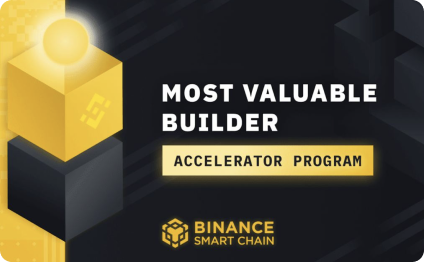 MOST VALUABLE
BUILDER
ACCELERATOR PROGRAM
BINANCE
SMART CHAIN